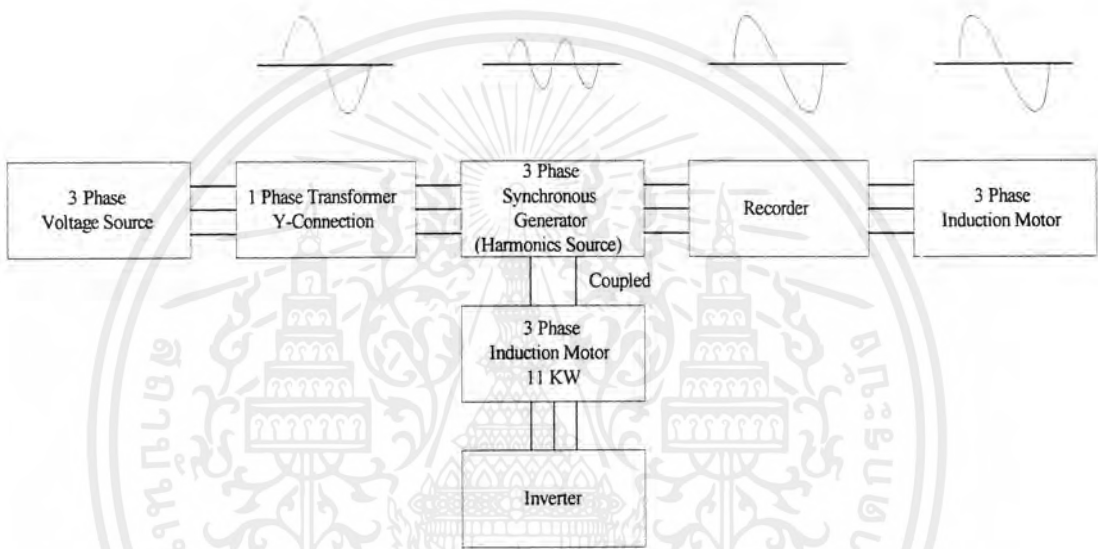 3 Phase
Voltage Source
1 Phase Transformer
Y-Connection
3 Phase
Synchronous
Generator
(Harmonics Source)
Recorder
3 Phase
Induction Motor
Coupled
3 Phase
Induction Motor
11 KW
Inverter